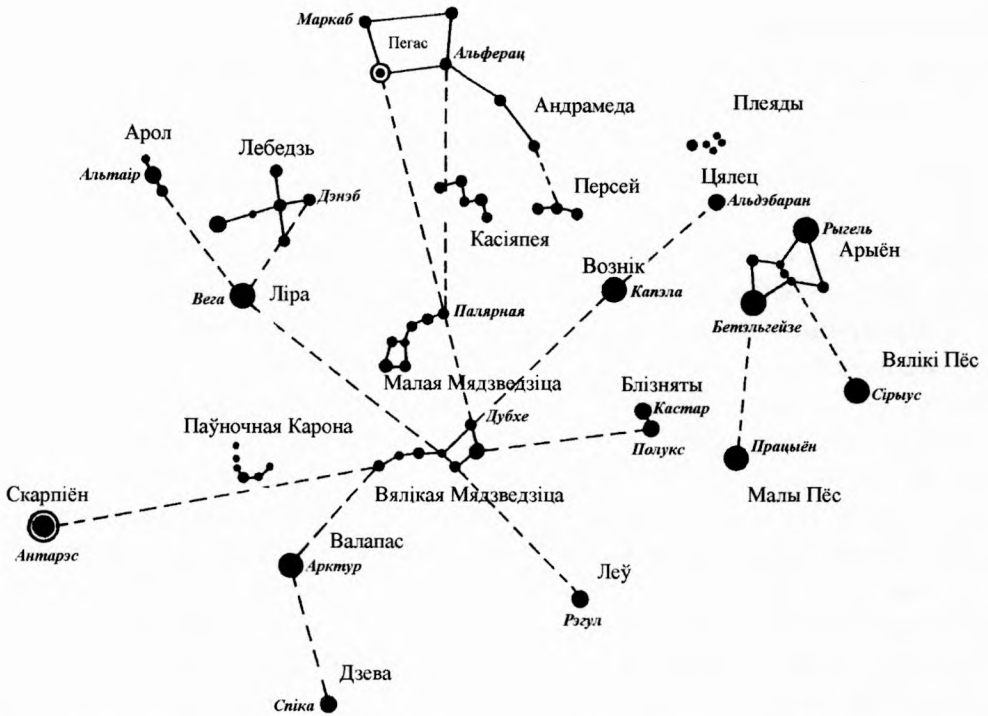 Маркаб
Пегас
Альферац
Андрамеда
Плеяды
Арол
Лебедзь
Альтаір
Дэнэб
Персей
Цялец
Альдэбаран
Рыгель
Касіяпея
Арыён
Вознік
Вега
Ліра
Капэла
Палярная
Бетэльгейзе
Вялікі Пёс
Малая Мядзведзіца
Блізняты
Сірыус
Дубхе
Кастар
Паўночная Карона
Полукс
Працыён
Вялікая Мядзведзіца
Малы Пёс
Скарпіён
Антарэс
Валапас
Арктур
Леў
Рэгул
Дзева
Спіка